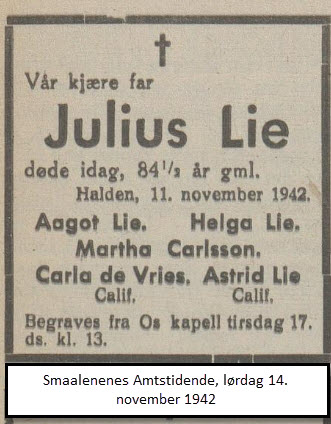 Vår kjære far
Julius Lie
døde idag, 84½ år gml.
Halden, 11. november 1942.
Aagot Lie. Helga Lie.
Martha Carlsson.
Carla de Vries. Astrid Lie
Calif. Calif.
Begraves fra Os kapell tirsdag 17.
ds. kl. 13.
Smaalenenes Amtstidende, lørdag 14.
november 1942